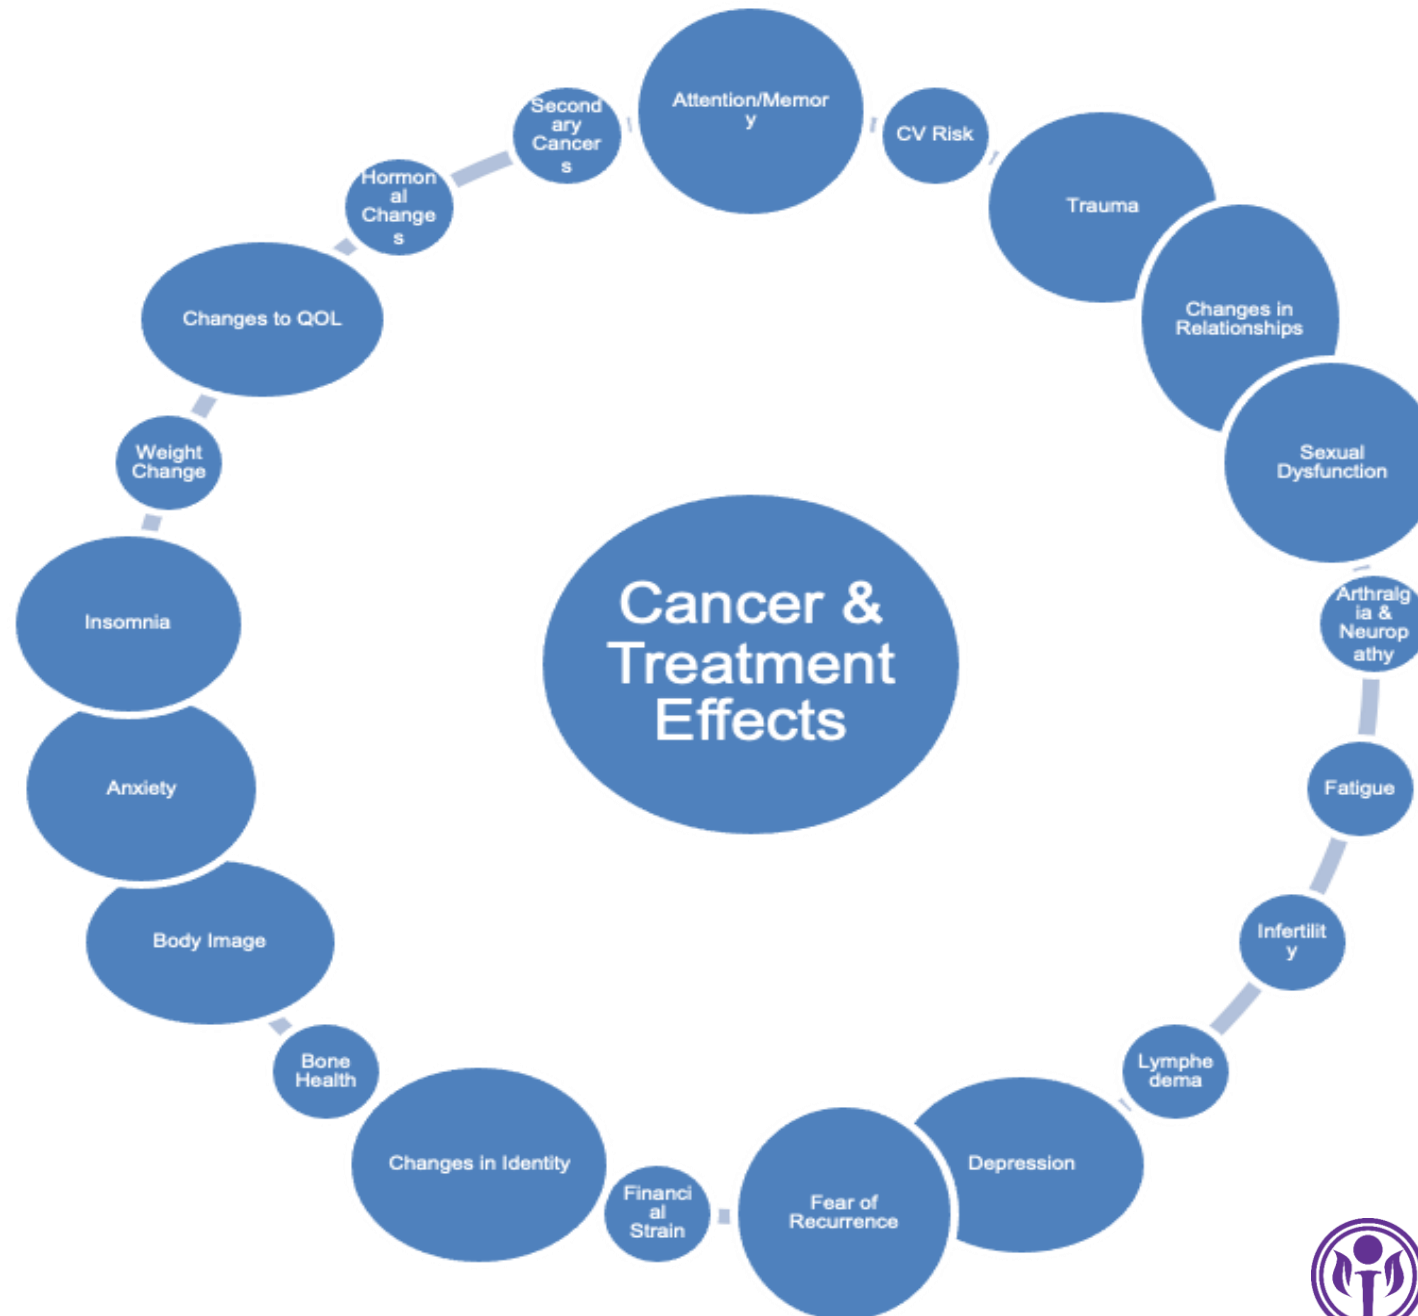 Attention/Memor
y
CV Risk
Trauma
Changes in
Relationships
Sexual
Dysfunction
Arthralg
ia &
Neurop
athy
Fatigue
Infertilit
y
Lymphe
dema
Depression
Fear of
Recurrence
Financi
al
Strain
Changes in Identity
Bone
Health
Body Image
Anxiety
Insomnia
Weight
Change
Changes to QOL
Hormon
al
Change
s
Second
ary
Cancer
s
Cancer &
Treatment
Effects